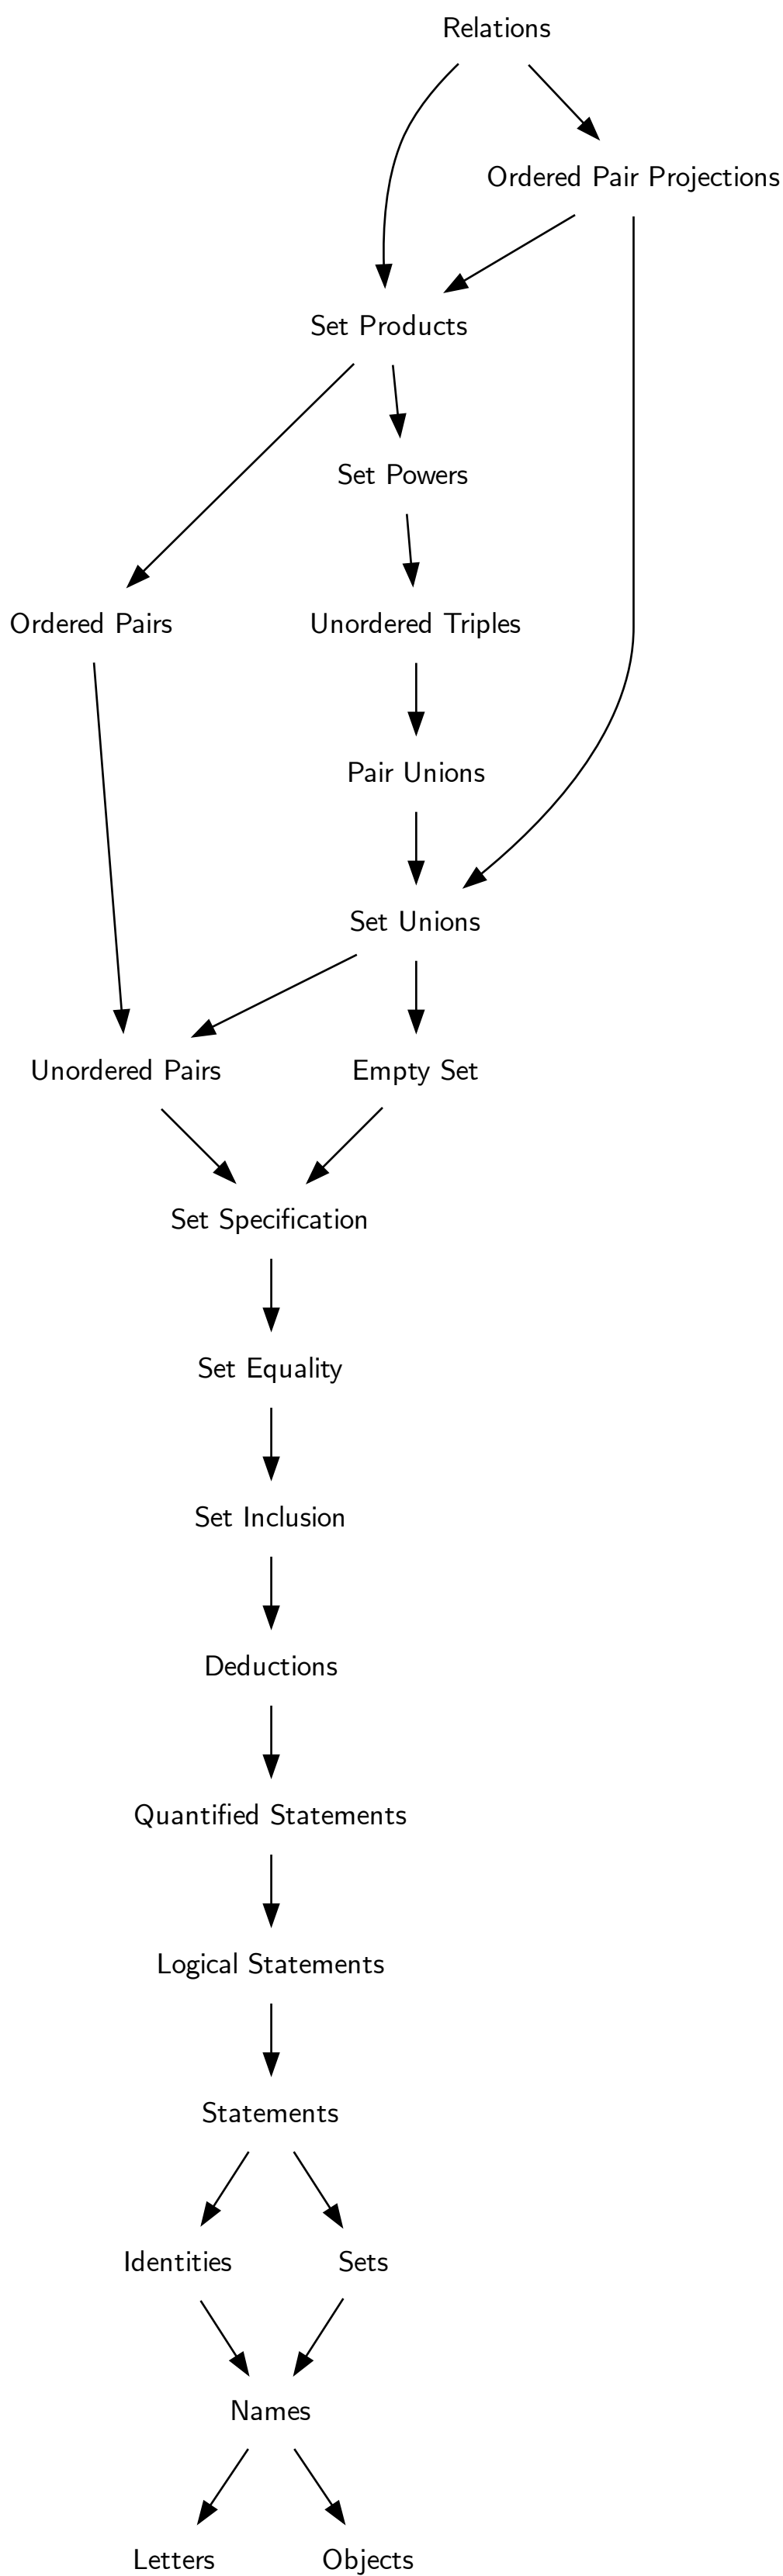 Relations
Ordered Pair Projections
Set Products
Set Powers
Ordered Pairs
Unordered Triples
Pair Unions
Set Unions
Unordered Pairs
Empty Set
Set Specification
Set Equality
Set Inclusion
Deductions
Quantified Statements
Logical Statements
Statements
Identities
Sets
Names
Letters
Objects